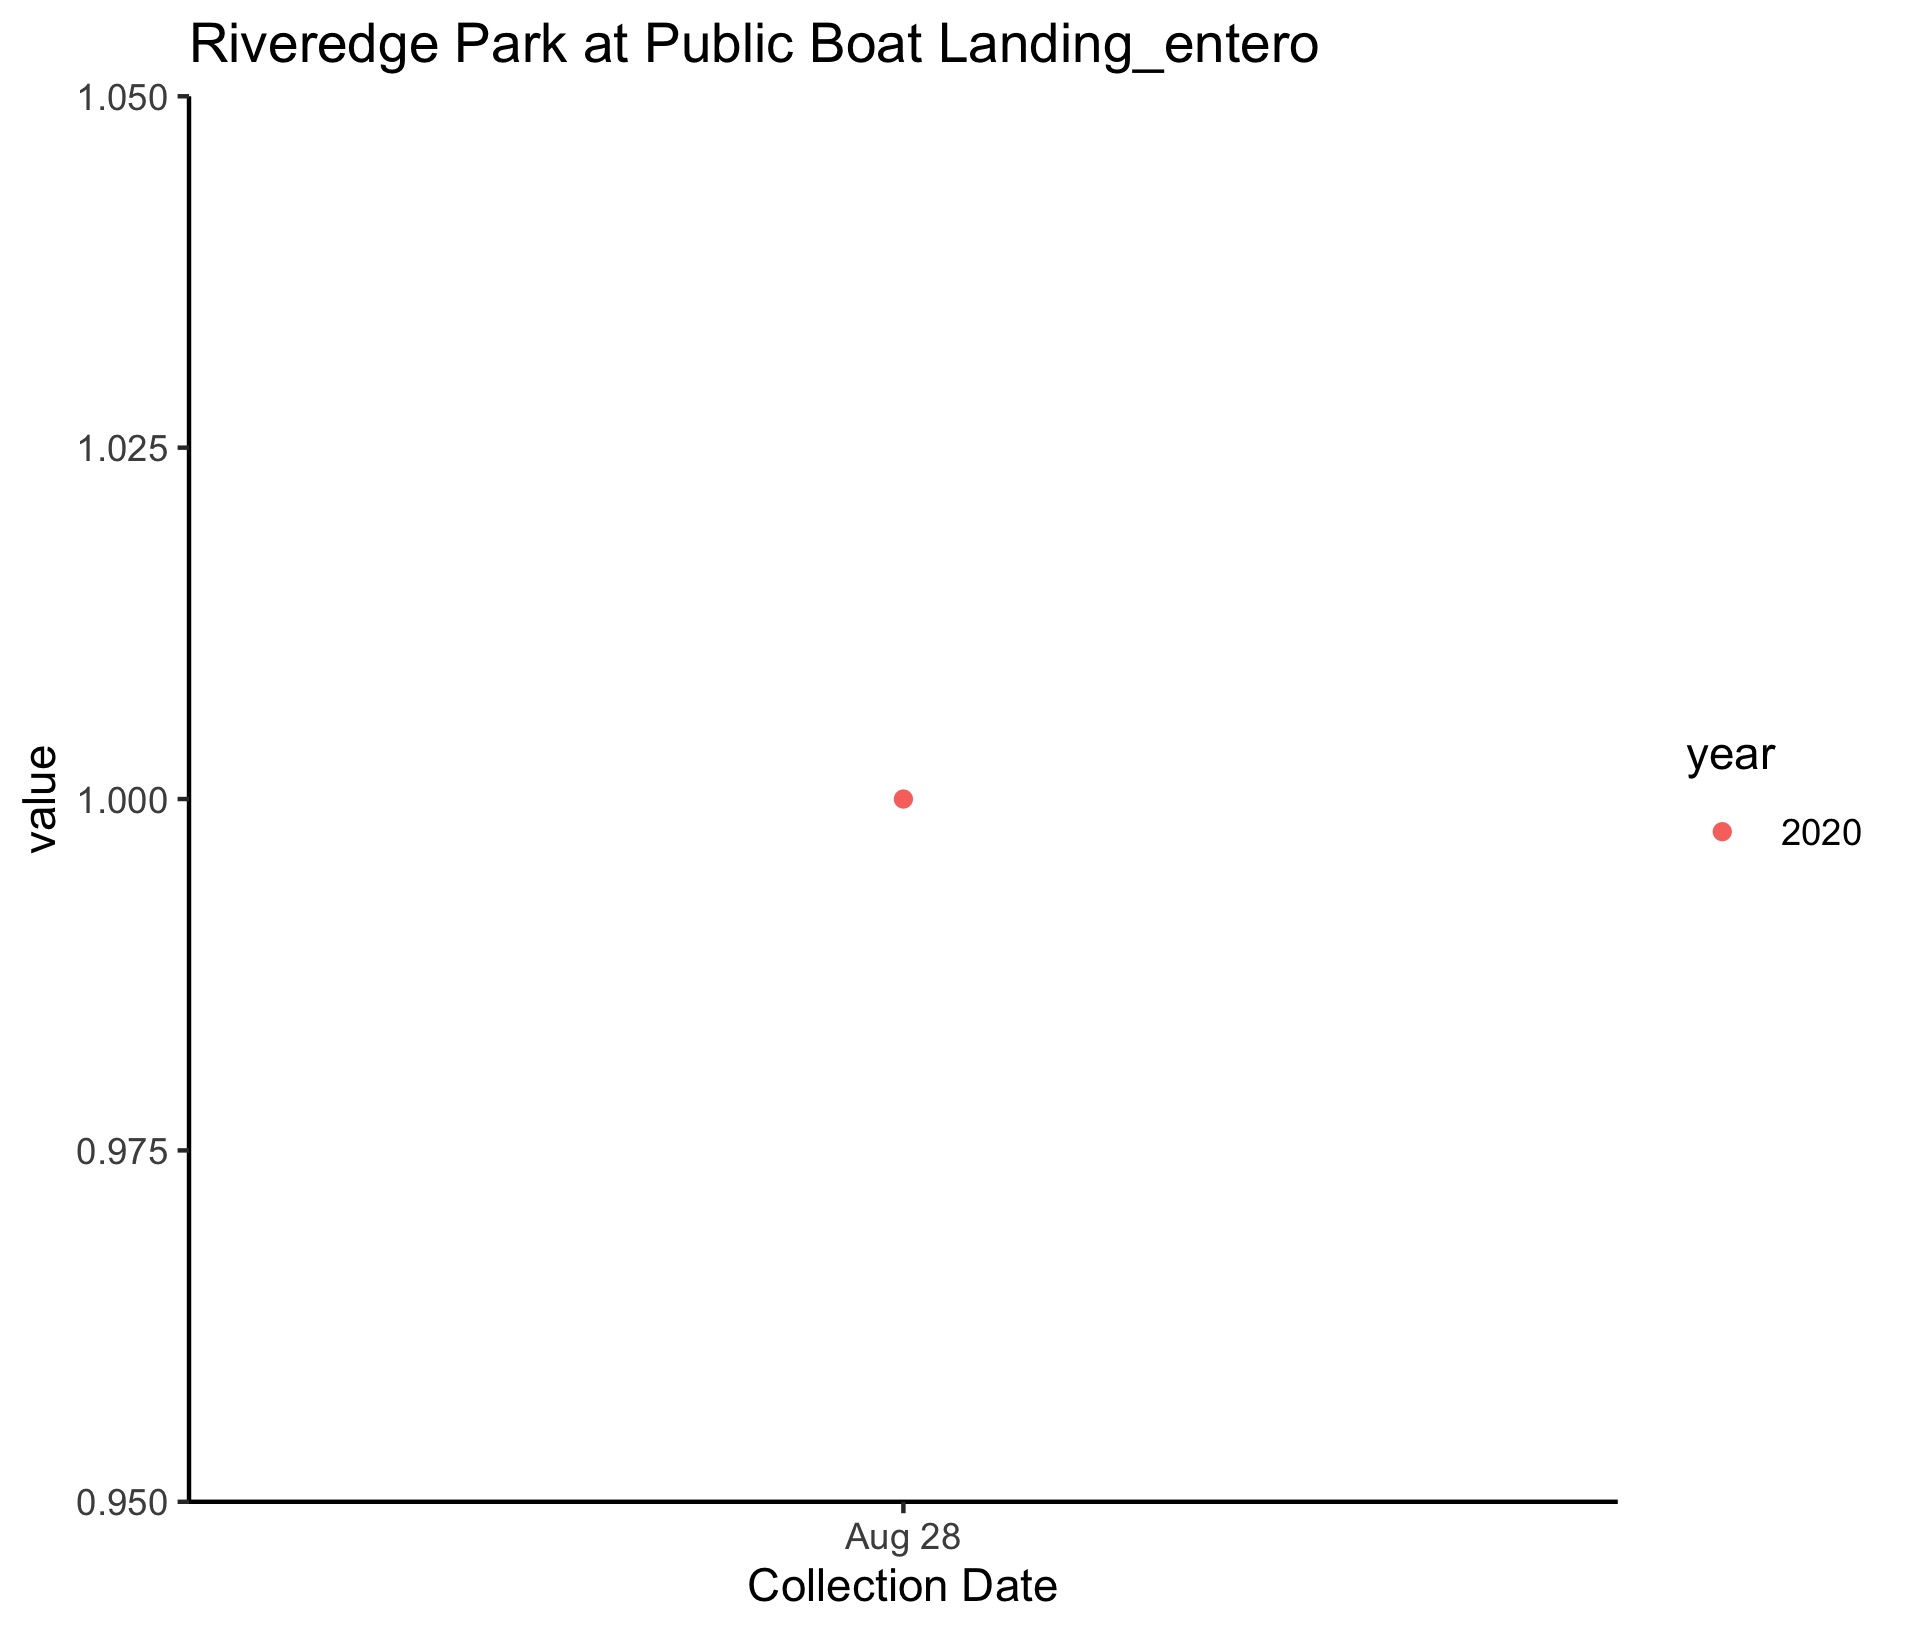 Riveredge Park at Public Boat Landing_entero
1.050
1.025
1.000
0.975
0.950
value
Aug 28
Collection Date
year
2020